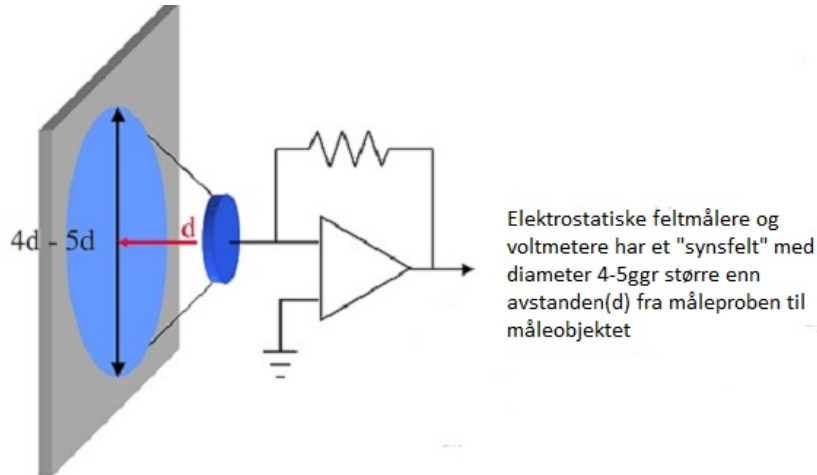 d
4d - 5d
Elektrostatiske feltmålere og
voltmetere har et "synsfelt" med
diameter 4-5ggr større enn
avstanden(d) fra måleproben til
måleobjektet